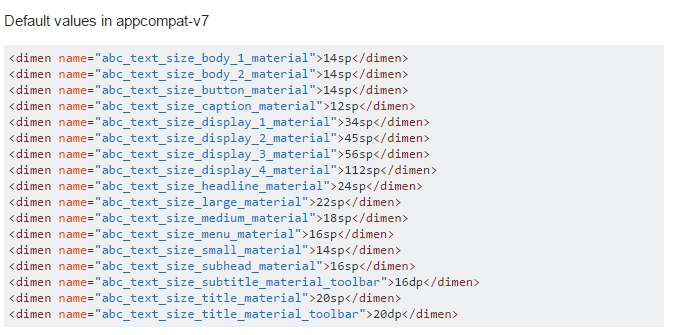 Default values in appcompat-v7
<dimen name="abc_text_size_body_1_material">14sp</dimen>
<dimen name="abc_text_size_body_2_material">14sp</dimen>
<dimen name="abc_text_size_button_material">14sp</dimen>
<dimen name="abc_text_size_caption_material">12sp</dimen>
<dimen name="abc_text_size_display_1_material">34sp</dimen>
<dimen name="abc_text_size_display_2_material">45sp</dimen>
<dimen name="abc_text_size_display_3_material">56sp</dimen>
<dimen name="abc_text_size_display_4_material">112sp</dimen>
<dimen name="abc_text_size_headline_material">24sp</dimen>
<dimen name="abc_text_size_large_material">22sp</dimen>
<dimen name="abc_text_size_medium_material">18sp</dimen>
<dimen name="abc_text_size_menu_material">16sp</dimen>
<dimen name="abc_text_size_small_material">14sp</dimen>
<dimen name="abc_text_size_subhead_material">16sp</dimen>
<dimen name="abc_text_size_subtitle_material_toolbar">16dp</dimen>
<dimen name="abc_text_size_title_material">20sp</dimen>
<dimen name="abc_text_size_title_material_toolbar">20dp</dimen>